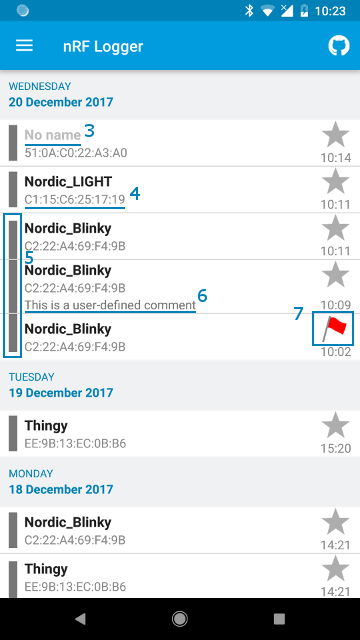 10:23
nRF Logger
WEDNESDAY
20 December 2017
No name 3
51:0A:C0:22:A3:A0
10:14
Nordic_LIGHT
C1:15:C6:25:17:19 4
10:11
Nordic_Blinky
C2:22:A4:69:F4:9B
10:11
5
Nordic_Blinky
C2:22:A4:69:F4:9B
This is a user-defined comment 6
10:09
7
Nordic_Blinky
C2:22:A4:69:F4:9B
10:02
TUESDAY
19 December 2017
Thingy
EE:9B:13:EC:0B:B6
15:20
MONDAY
18 December 2017
Nordic_Blinky
C2:22:A4:69:F4:9B
14:21
Thingy
EE:9B:13:EC:0B:B6
14:21